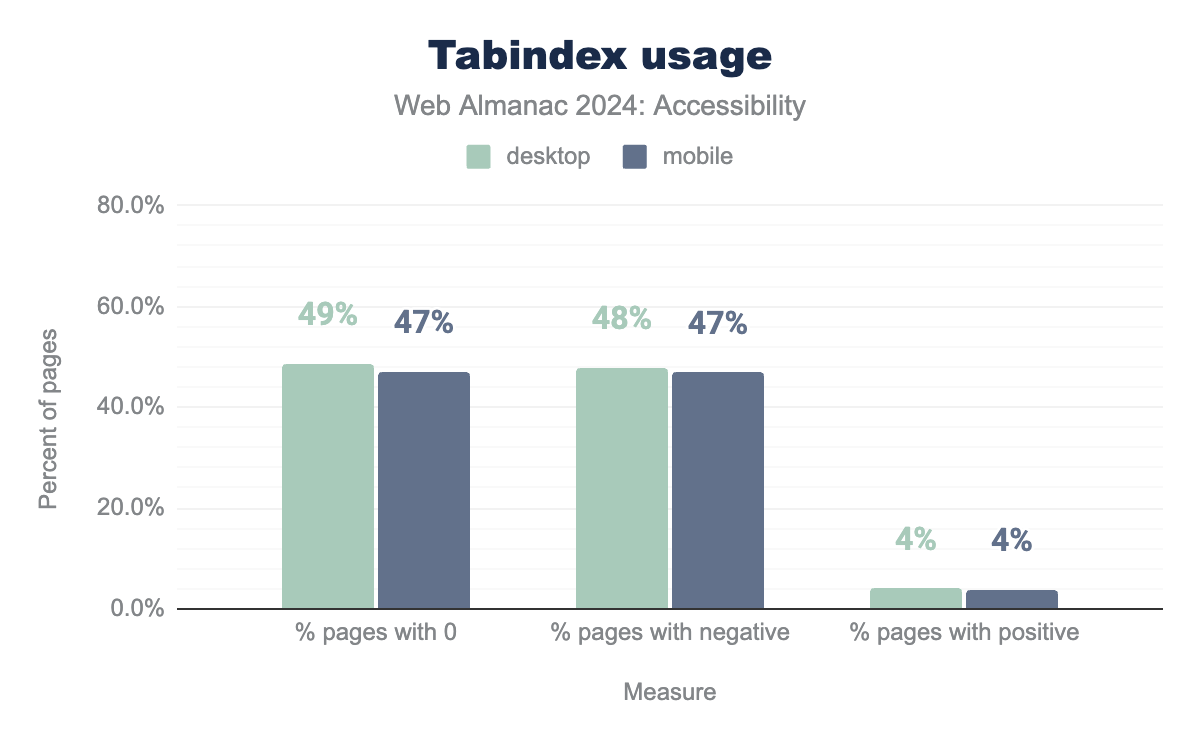 Tabindex usage
Web Almanac 2024: Accessibility
desktop mobile
80.0%
60.0%
40.0%
20.0%
0.0%
Percent of pages
49% 47% 48% 47% 4% 4%
% pages with 0 % pages with negative % pages with positive
Measure